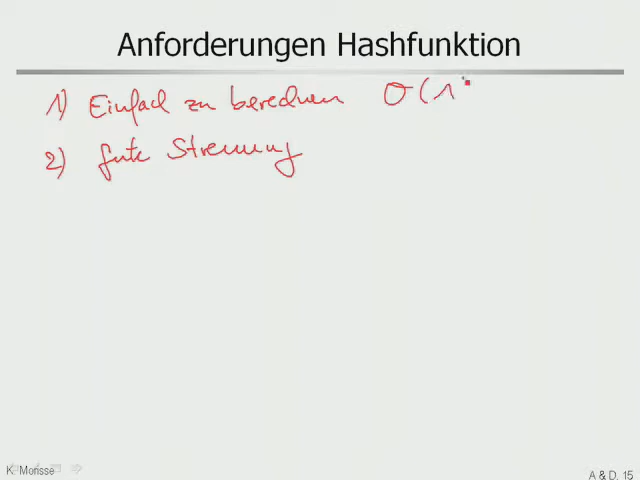 Anforderungen Hashfunktion
1) Einfach zu berechnen O(1
2) gute Streuung
K. Morisse
A & D, 15